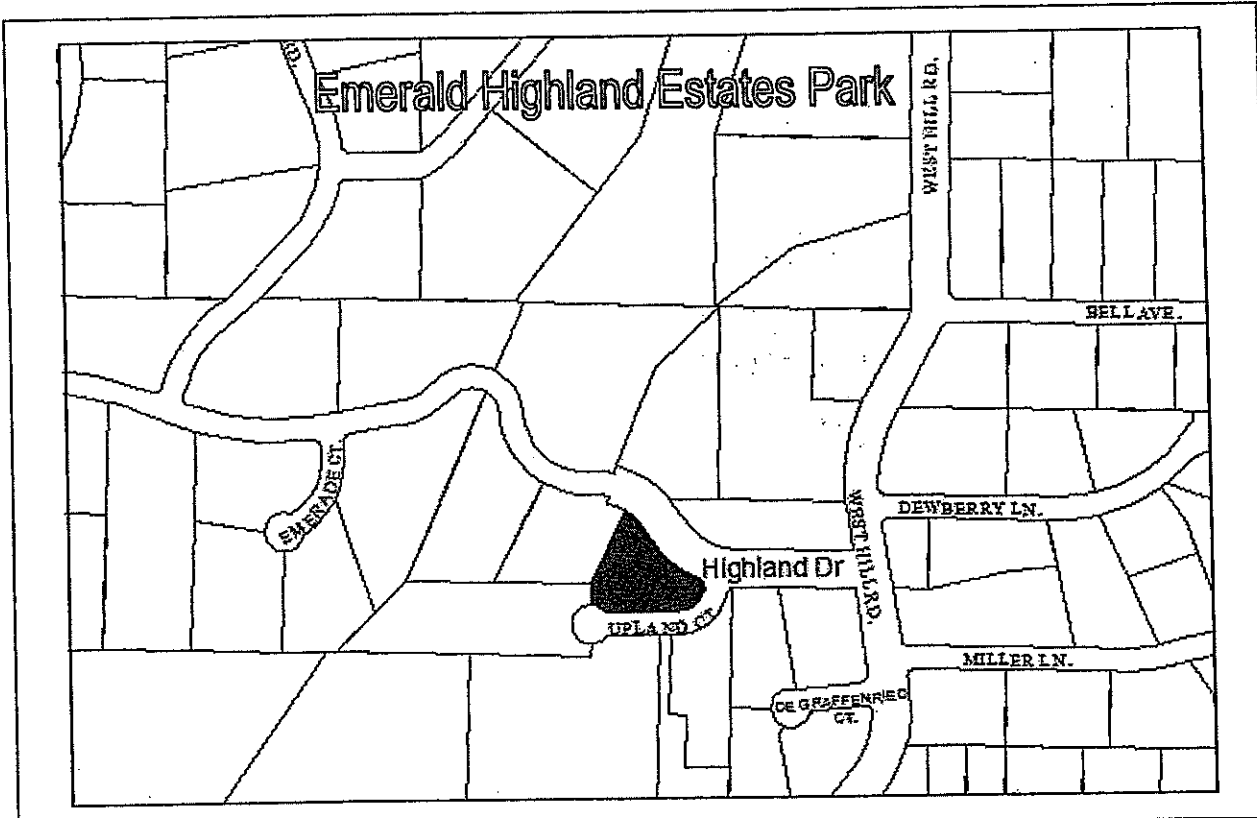 RD.
Emerald Highland Estates Park
WEST HILL RD.
BELL AVE.
EMERADE CT.
WEST HILL RD.
DEWBERRY LN.
Highland Dr
UPLAND CT.
MILLER LN.
DE GRAFFENRIED
CT.